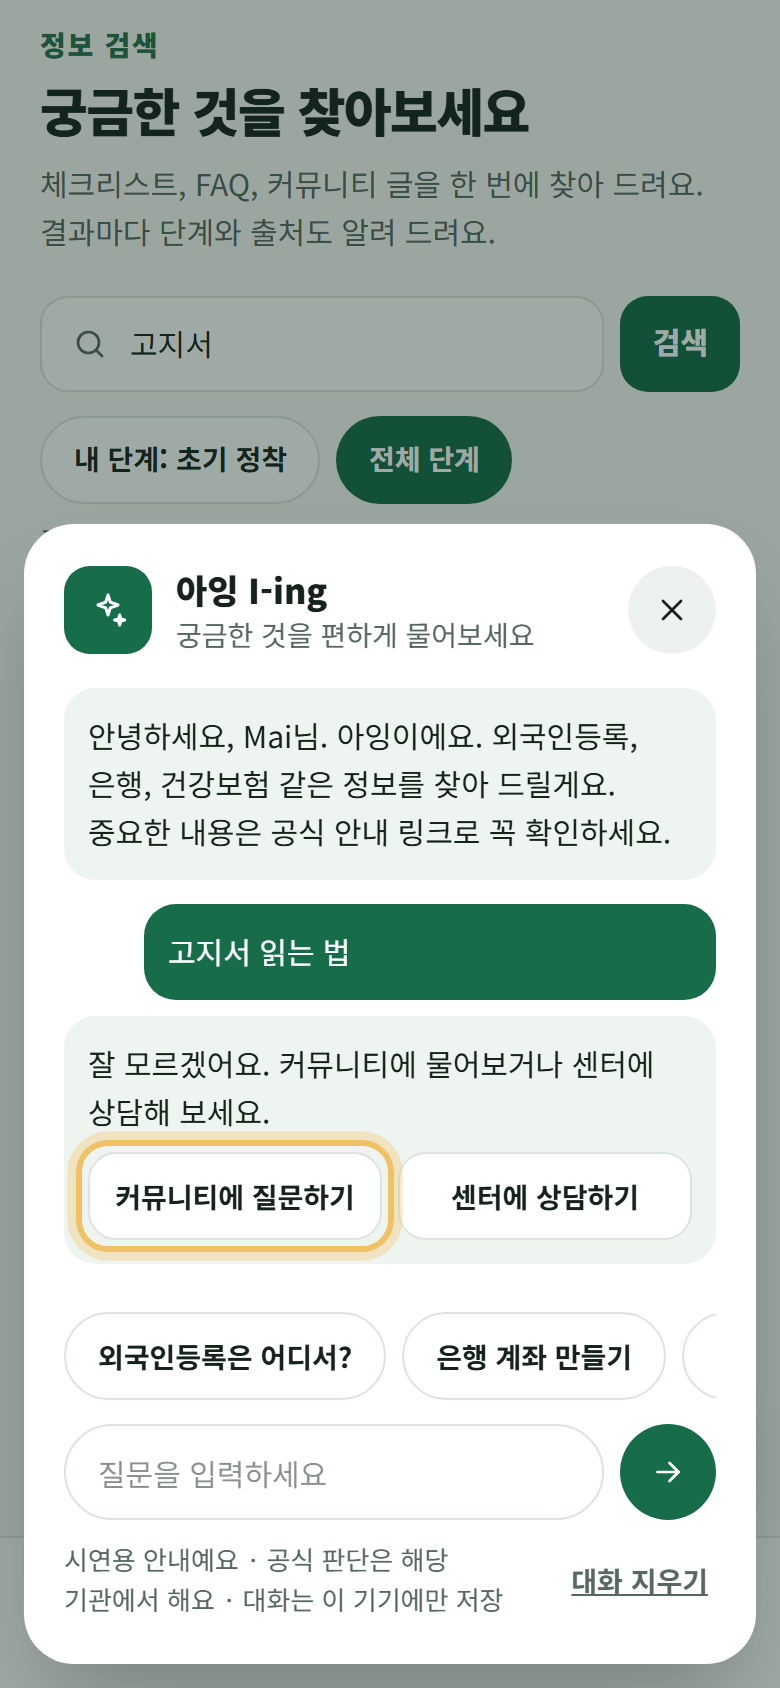 정보 검색
궁금한 것을 찾아보세요
체크리스트, FAQ, 커뮤니티 글을 한 번에 찾아 드려요.
결과마다 단계와 출처도 알려 드려요.
고지서
검색
내 단계: 초기 정착
전체 단계
아잉 I-ing
궁금한 것을 편하게 물어보세요
안녕하세요, Mai님. 아잉이에요. 외국인등록,
은행, 건강보험 같은 정보를 찾아 드릴게요.
중요한 내용은 공식 안내 링크로 꼭 확인하세요.
고지서 읽는 법
잘 모르겠어요. 커뮤니티에 물어보거나 센터에
상담해 보세요.
커뮤니티에 질문하기
센터에 상담하기
외국인등록은 어디서?
은행 계좌 만들기
질문을 입력하세요
시연용 안내예요 · 공식 판단은 해당
기관에서 해요 · 대화는 이 기기에만 저장
대화 지우기